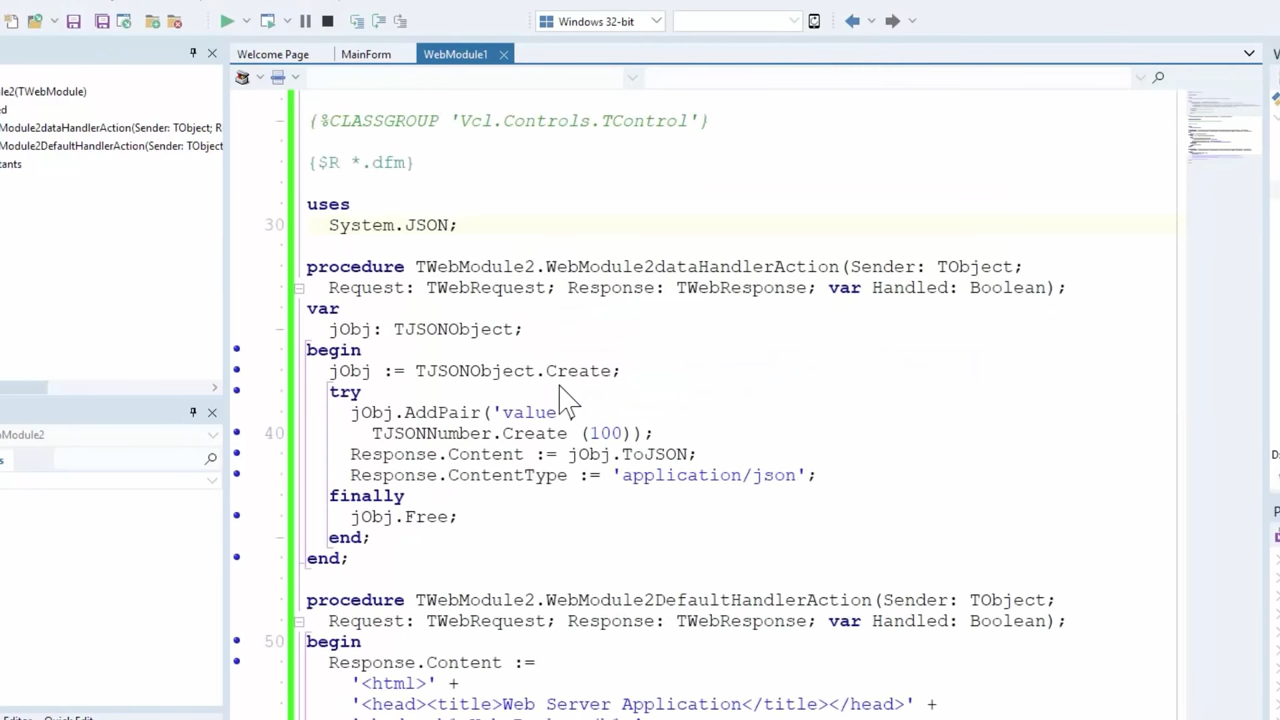 Windows 32-bit
Welcome Page
MainForm
WebModule1
le2(TWebModule)
ed
Module2dataHandlerAction(Sender: TObject; R
Module2DefaultHandlerAction(Sender: TObject
tants
Module2
s
{%CLASSGROUP 'Vcl.Controls.TControl'}
{$R *.dfm}
uses
30 System.JSON;
procedure TWebModule2.WebModule2dataHandlerAction(Sender: TObject;
Request: TWebRequest; Response: TWebResponse; var Handled: Boolean);
var
jObj: TJSONObject;
begin
jObj := TJSONObject.Create;
try
jObj.AddPair('value
40 TJSONNumber.Create (100));
Response.Content := jObj.ToJSON;
Response.ContentType := 'application/json';
finally
jObj.Free;
end;
end;
procedure TWebModule2.WebModule2DefaultHandlerAction(Sender: TObject;
Request: TWebRequest; Response: TWebResponse; var Handled: Boolean);
50 begin
Response.Content :=
'<html>' +
'<head><title>Web Server Application</title></head>' +